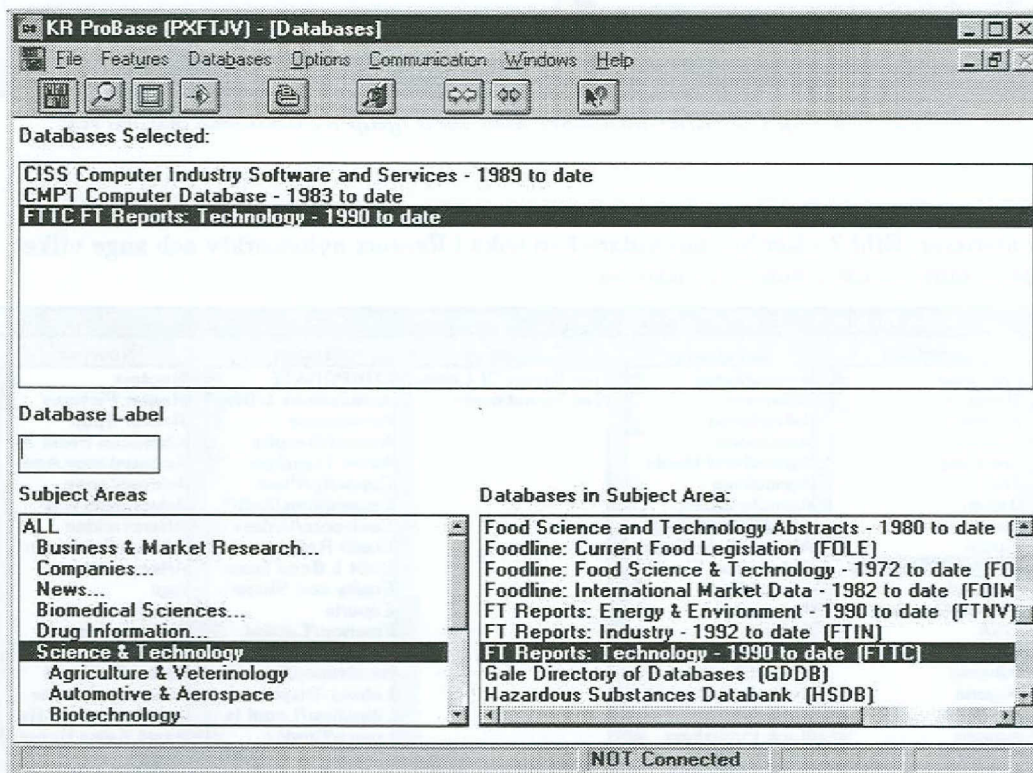 KR ProBase (PXFTJV) - [Databases]
File Features Databases Options Communication Windows Help
Databases Selected:
CISS Computer Industry Software and Services - 1989 to date
CMPT Computer Database - 1983 to date
FTTC FT Reports: Technology - 1990 to date
Database Label
Subject Areas
ALL
Business & Market Research...
Companies...
News...
Biomedical Sciences...
Drug Information...
Science & Technology
Agriculture & Veterinology
Automotive & Aerospace
Biotechnology
Databases in Subject Area:
Food Science and Technology Abstracts - 1980 to date (
Foodline: Current Food Legislation (FOLE)
Foodline: Food Science & Technology - 1972 to date (FO
Foodline: International Market Data - 1982 to date (FOIM
FT Reports: Energy & Environment - 1990 to date (FTNV)
FT Reports: Industry - 1992 to date (FTIN)
FT Reports: Technology - 1990 to date (FTTC)
Gale Directory of Databases (GDDB)
Hazardous Substances Databank (HSDB)
NOT Connected